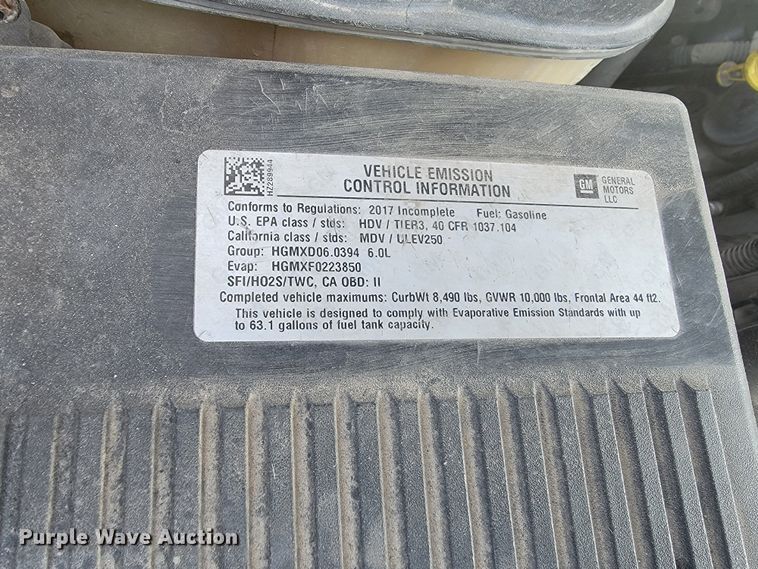 HZ289944
VEHICLE EMISSION
CONTROL INFORMATION
GM
GENERAL
MOTORS
LLC
Conforms to Regulations: 2017 Incomplete Fuel: Gasoline
U.S. EPA class / stds: HDV / TIER3, 40 CFR 1037.104
California class / stds: MDV / ULEV250
Group: HGMXD06.0394 6.0L
Evap: HGMXF0223850
SFI/HO2S/TWC, CA OBD: II
Completed vehicle maximums: CurbWt 8,490 lbs, GVWR 10,000 lbs, Frontal Area 44 ft2.
This vehicle is designed to comply with Evaporative Emission Standards with up
to 63.1 gallons of fuel tank capacity.
Purple Wave Auction